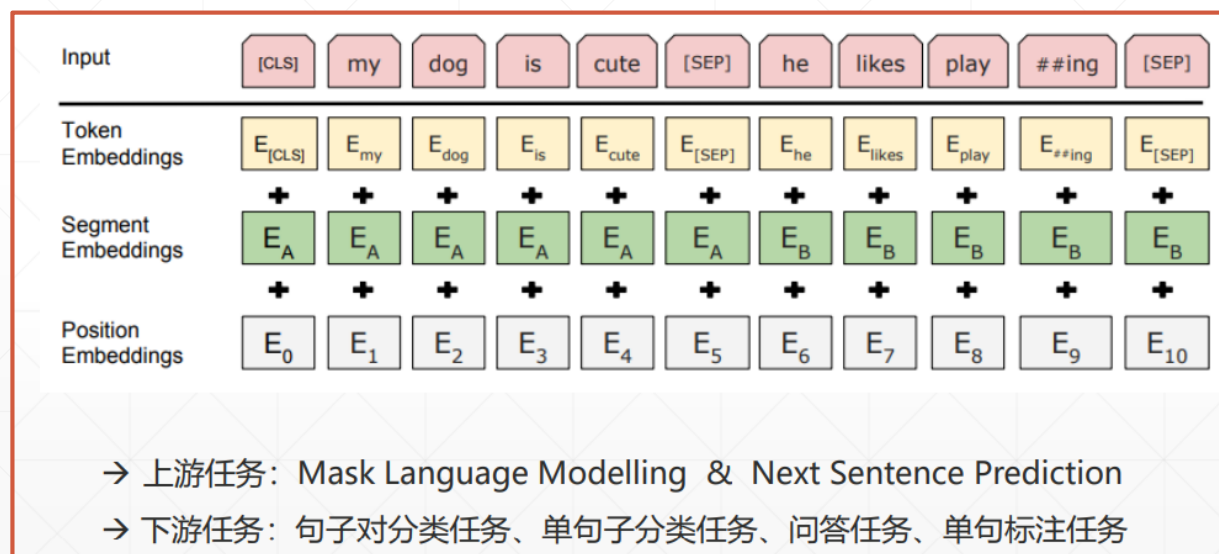 Input [CLS] my dog is cute [SEP] he likes play ##ing [SEP]
Token
Embeddings E[CLS] Emy Edog Eis Ecute E[SEP] Ehe Elikes Eplay E##ing E[SEP]
+ + + + + + + + + + +
Segment
Embeddings EA EA EA EA EA EA EB EB EB EB EB
+ + + + + + + + + + +
Position
Embeddings E0 E1 E2 E3 E4 E5 E6 E7 E8 E9 E10
→ 上游任务：Mask Language Modelling & Next Sentence Prediction
→ 下游任务：句子对分类任务、单句子分类任务、问答任务、单句标注任务